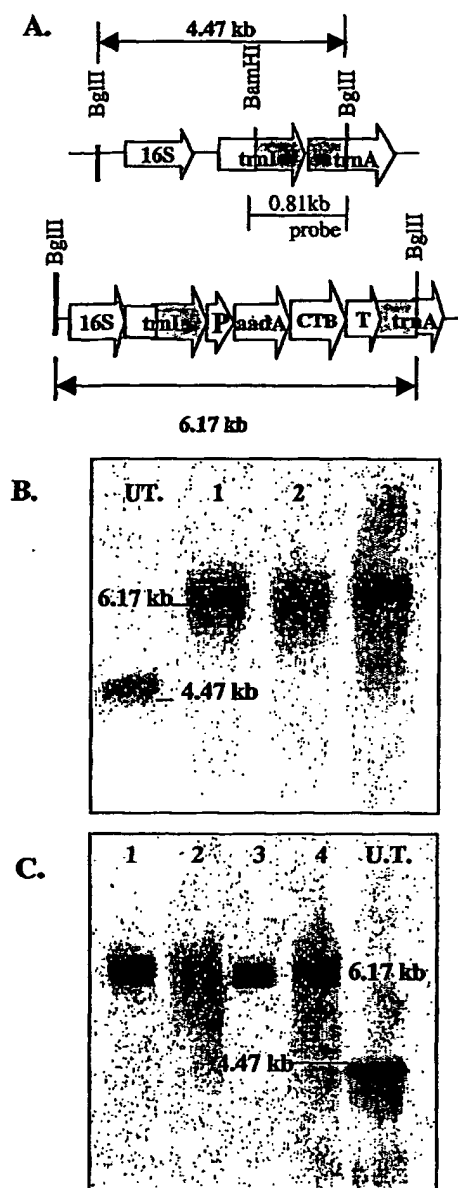 A.
4.47 kb
BglII
BamHI
BglII
16S
trnI
trnA
0.81kb
probe
BglII
BglII
16S
trnI
P
aadA
CTB
T
trnA
6.17 kb
B.
UT. 1 2 3
6.17 kb
4.47 kb
C.
1 2 3 4 U.T.
6.17 kb
4.47 kb